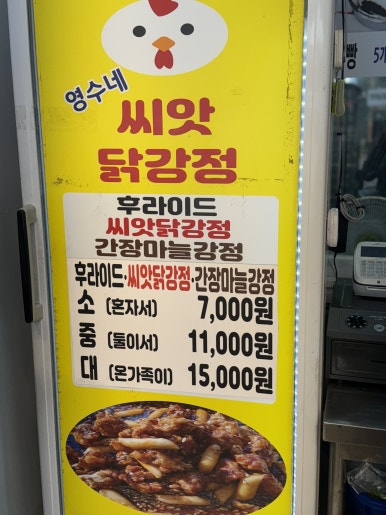 영수네
씨앗
닭강정
후라이드
씨앗닭강정
간장마늘강정
후라이드·씨앗닭강정·간장마늘강정
소 (혼자서) 7,000원
중 (둘이서) 11,000원
대 (온가족이) 15,000원
빵 5개